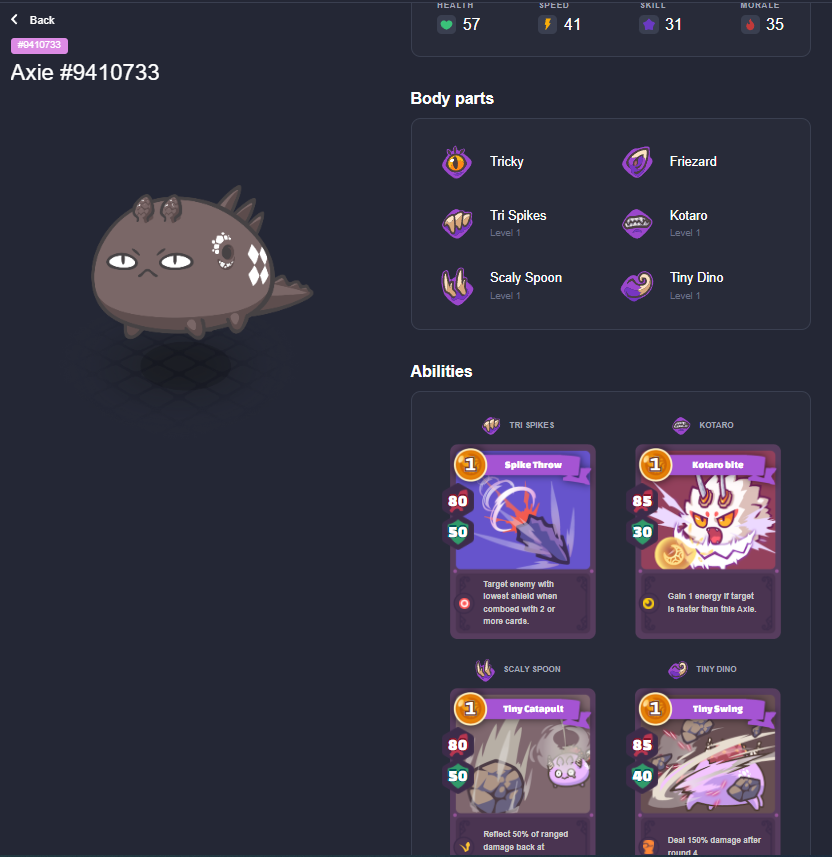 Back
#9410733
Axie #9410733
HEALTH SPEED SKILL MORALE
57 41 31 35
Body parts
Tricky Friezard
Tri Spikes Kotaro
Level 1 Level 1
Scaly Spoon Tiny Dino
Level 1 Level 1
Abilities
TRI SPIKES
1 Spike Throw
80
50
Target enemy with
lowest shield when
comboed with 2 or
more cards.
KOTARO
1 Kotaro bite
85
30
Gain 1 energy if target
is faster than this Axie.
SCALY SPOON
1 Tiny Catapult
80
50
Reflect 50% of ranged
damage back at
TINY DINO
1 Tiny Swing
85
40
Deal 150% damage after
round 4